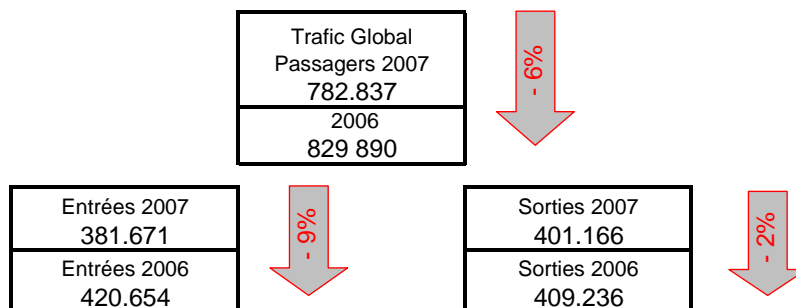 Trafic Global
Passagers 2007
782.837
- 6%
2006
829 890
Entrées 2007
381.671
- 9%
Entrées 2006
420.654
Sorties 2007
401.166
- 2%
Sorties 2006
409.236